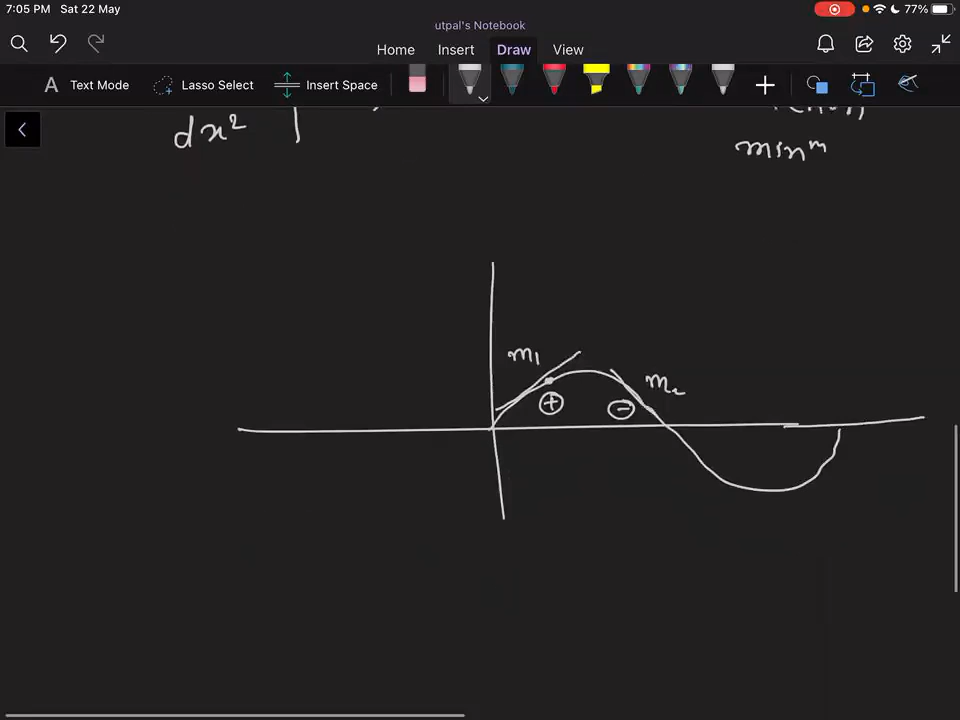 7:05 PM Sat 22 May
77%
utpal's Notebook
Home Insert Draw View
A Text Mode Lasso Select Insert Space
dx²
minᵐ
m1
m2
+
-